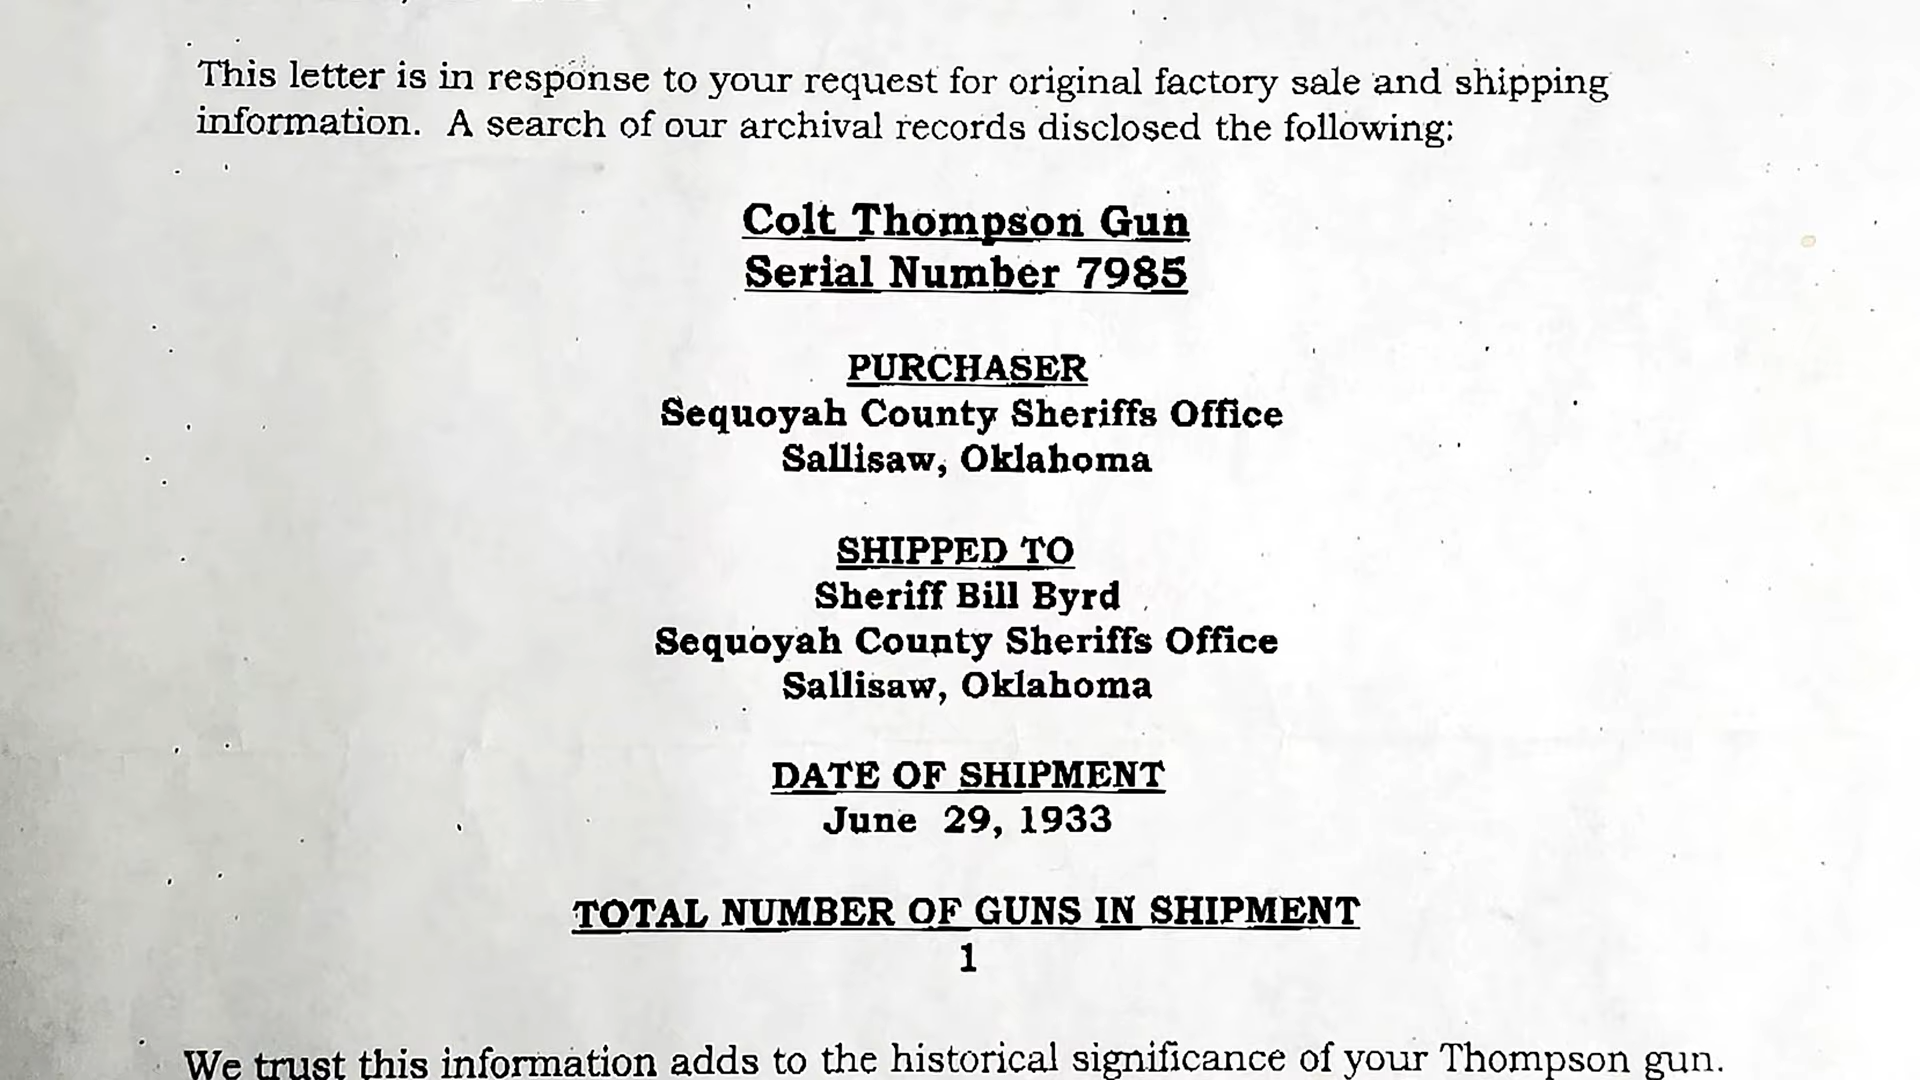 This letter is in response to your request for original factory sale and shipping
information. A search of our archival records disclosed the following:
Colt Thompson Gun
Serial Number 7985
PURCHASER
Sequoyah County Sheriffs Office
Sallisaw, Oklahoma
SHIPPED TO
Sheriff Bill Byrd
Sequoyah County Sheriffs Office
Sallisaw, Oklahoma
DATE OF SHIPMENT
June 29, 1933
TOTAL NUMBER OF GUNS IN SHIPMENT
1
We trust this information adds to the historical significance of your Thompson gun.